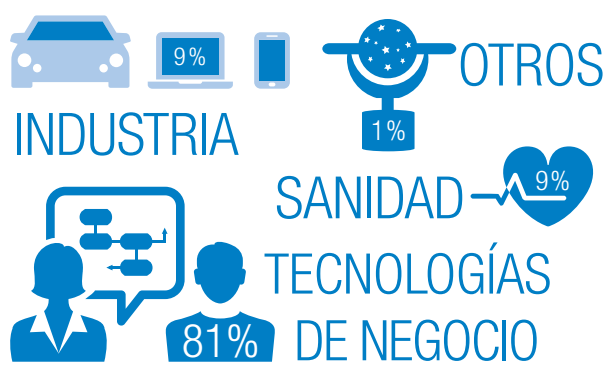 9%
INDUSTRIA
OTROS
1%
SANIDAD
9%
TECNOLOGÍAS
DE NEGOCIO
81%